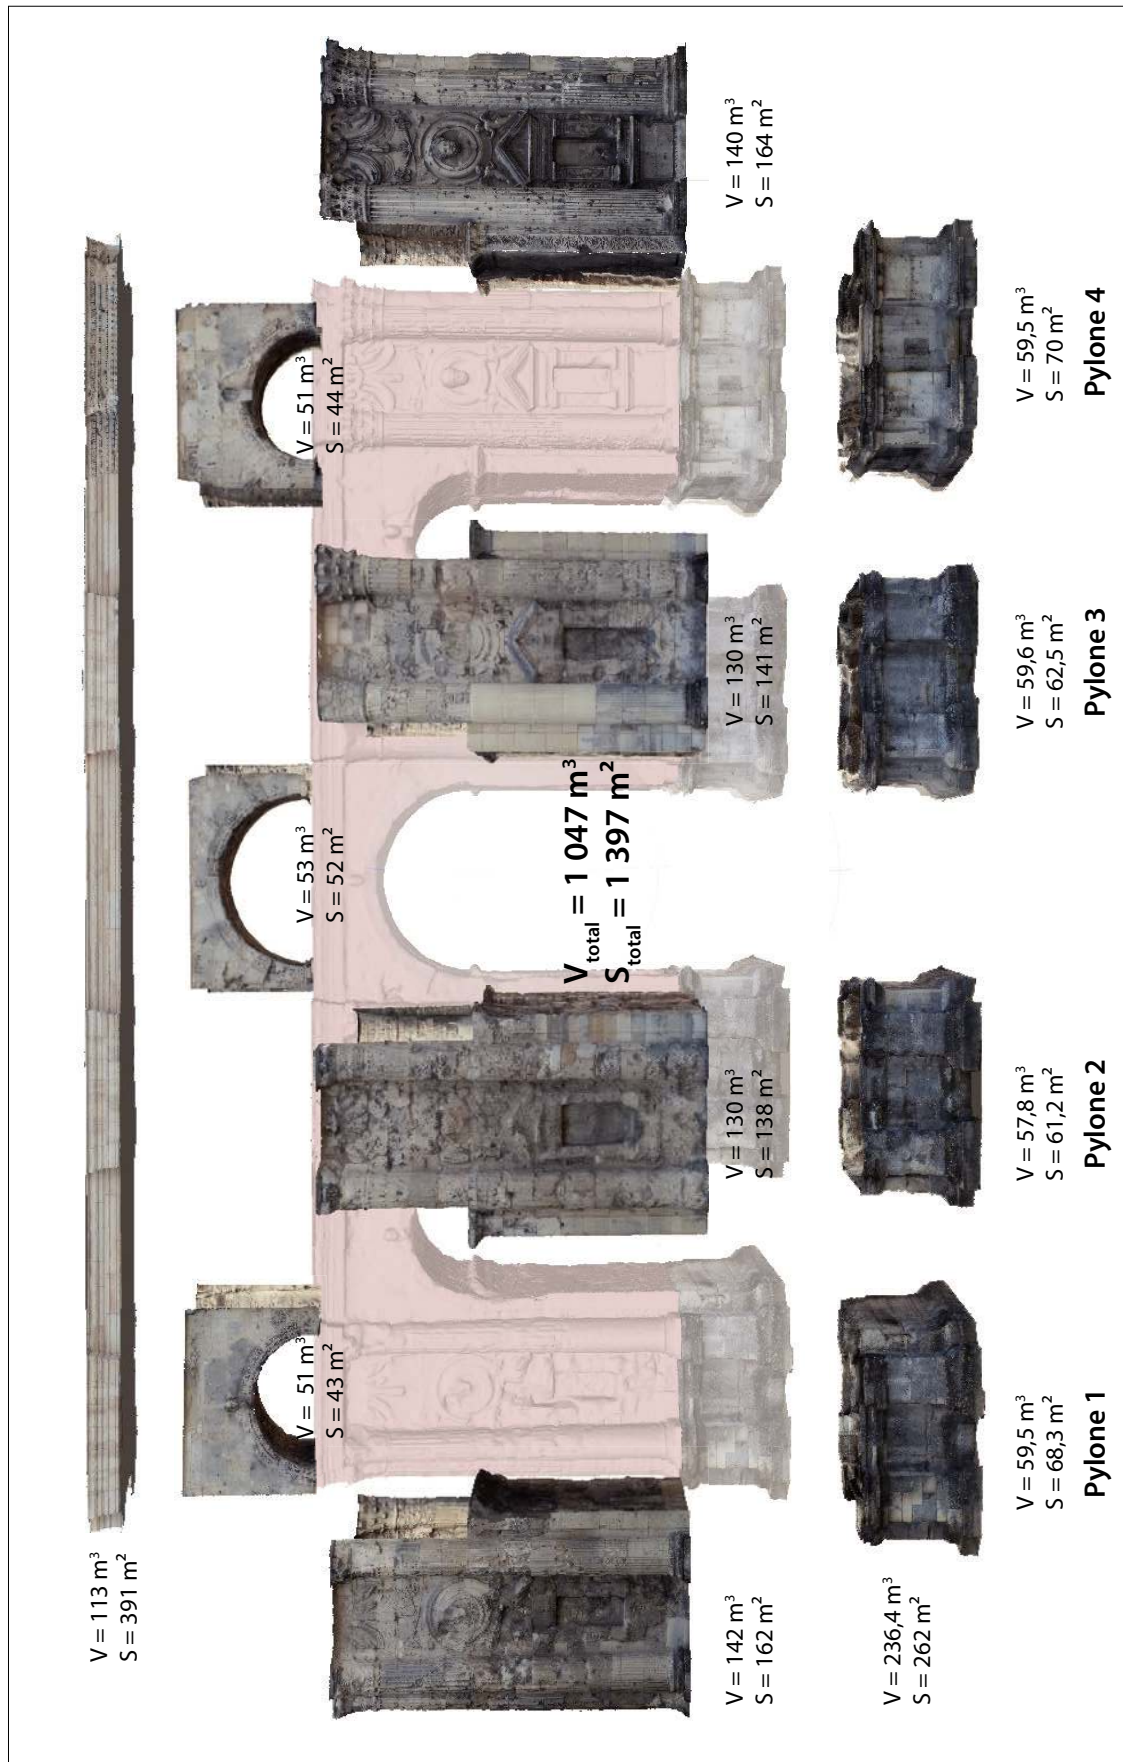 V = 113 m³
S = 391 m²
V = 51 m³
S = 43 m²
V = 53 m³
S = 52 m²
V = 51 m³
S = 44 m²
V_total = 1 047 m³
S_total = 1 397 m²
V = 142 m³
S = 162 m²
V = 130 m³
S = 138 m²
V = 130 m³
S = 141 m²
V = 140 m³
S = 164 m²
V = 236,4 m³
S = 262 m²
V = 59,5 m³
S = 68,3 m²
Pylone 1
V = 57,8 m³
S = 61,2 m²
Pylone 2
V = 59,6 m³
S = 62,5 m²
Pylone 3
V = 59,5 m³
S = 70 m²
Pylone 4